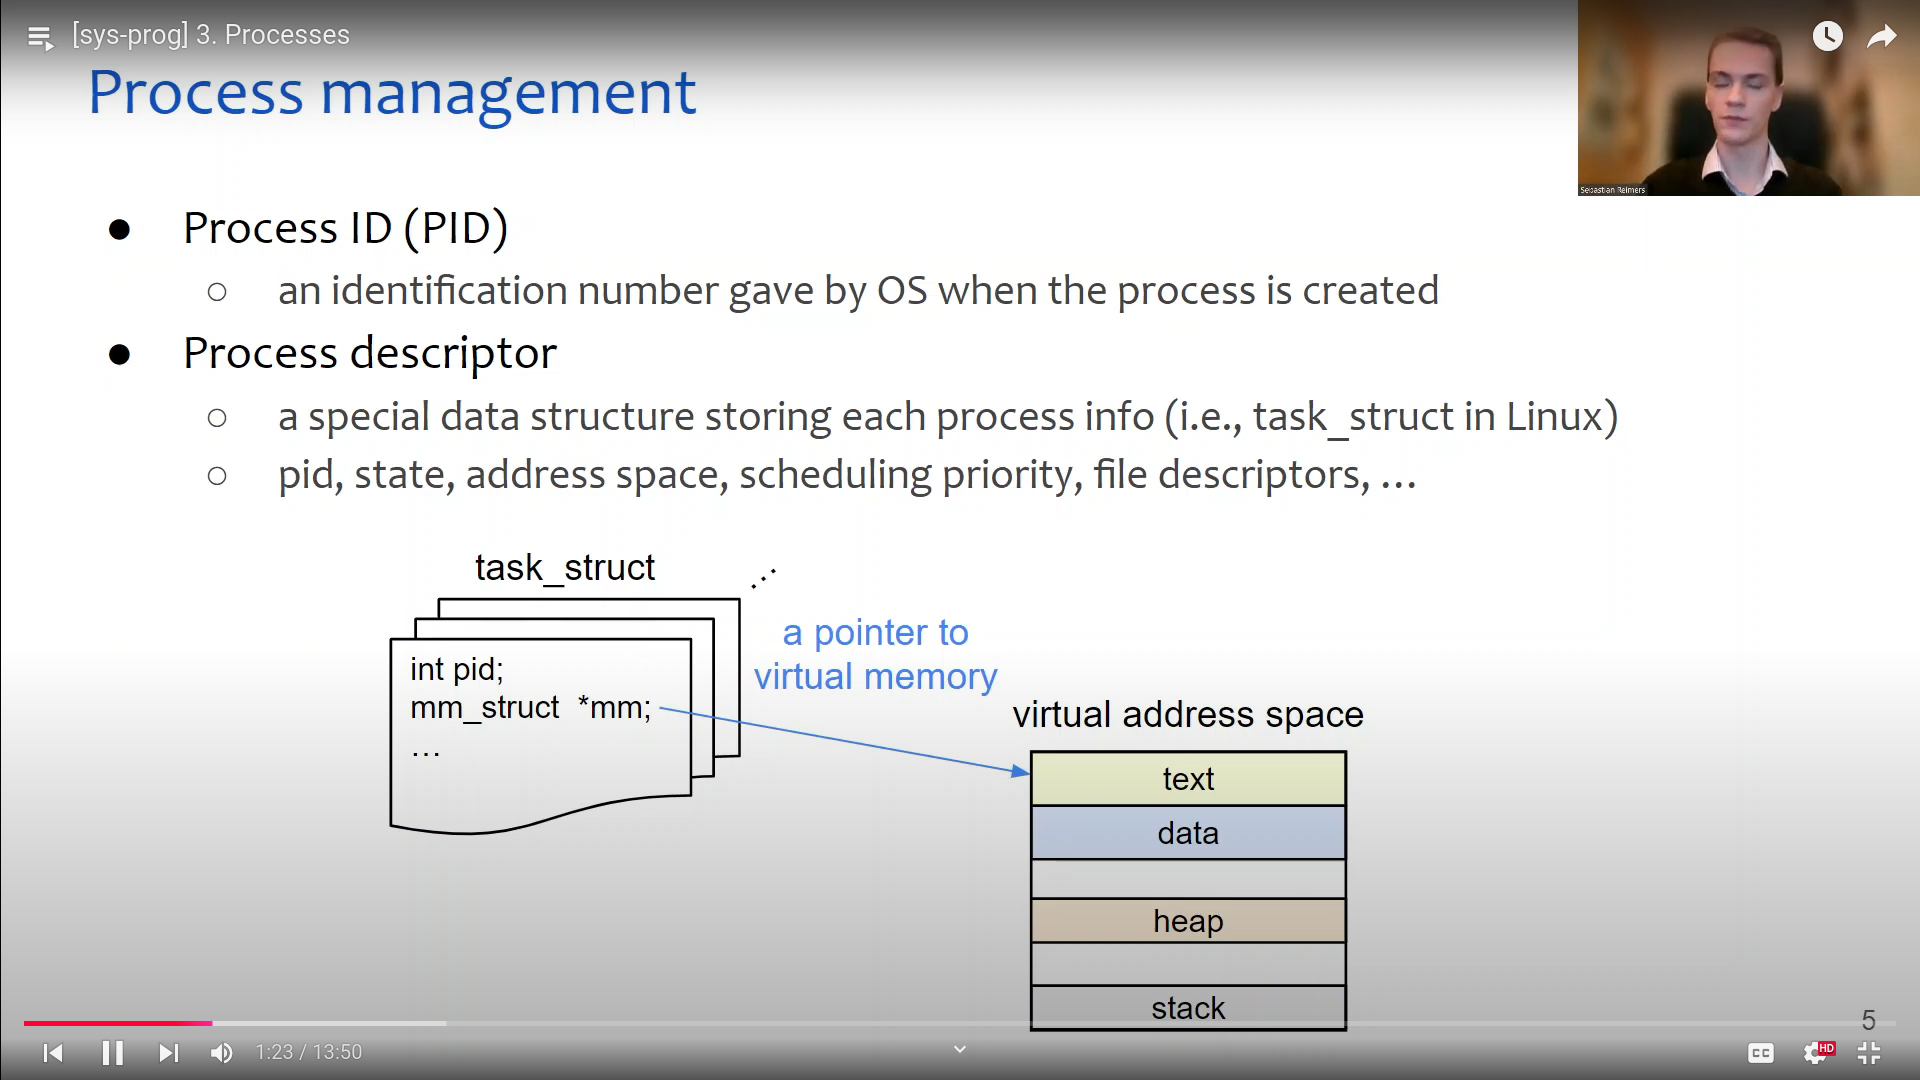 [sys-prog] 3. Processes
Process management
Sebastian Reimers
● Process ID (PID)
○ an identification number gave by OS when the process is created
● Process descriptor
○ a special data structure storing each process info (i.e., task_struct in Linux)
○ pid, state, address space, scheduling priority, file descriptors, …
task_struct
…
int pid;
mm_struct *mm;
…
a pointer to
virtual memory
virtual address space
text
data
heap
stack
5
1:23 / 13:50
CC
HD